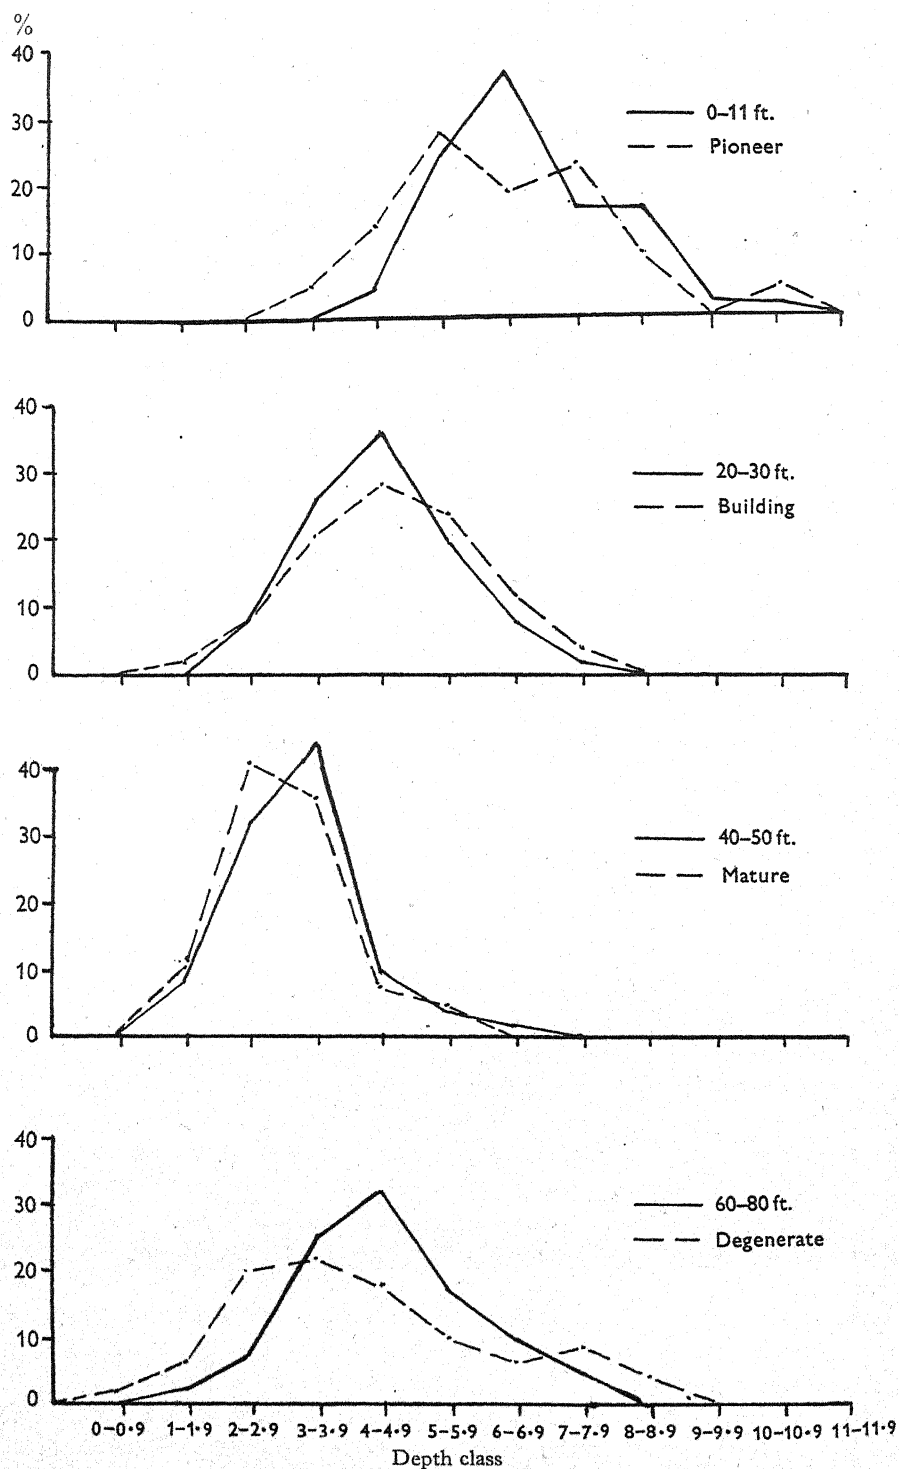 %
40
30
20
10
0
0–11 ft.
Pioneer
40
30
20
10
0
20–30 ft.
Building
40
30
20
10
0
40–50 ft.
Mature
40
30
20
10
0
60–80 ft.
Degenerate
0–0·9 1–1·9 2–2·9 3–3·9 4–4·9 5–5·9 6–6·9 7–7·9 8–8·9 9–9·9 10–10·9 11–11·9
Depth class